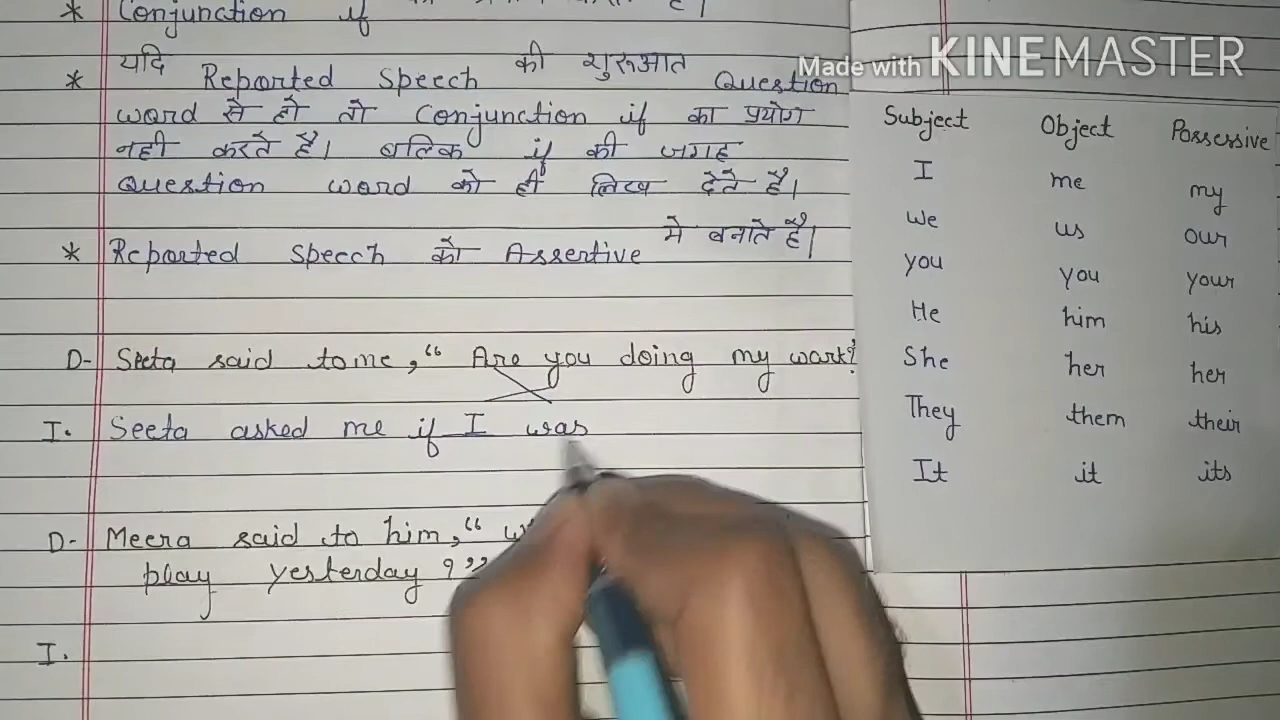 * Conjunction if
* यदि Reported Speech की शुरूआत Question
word से हो तो Conjunction if का प्रयोग
नही करते है। बल्कि if की जगह
Question word को ही लिख देते है।
* Reported Speech को Assertive मे बनाते है।
D- Seeta said to me, “ Are you doing my work?
I. Seeta asked me if I was
D- Meera said to him, “
play yesterday ? ”
I.
Made with KINEMASTER
Subject Object Possessive
I me my
We us our
you you your
He him his
She her her
They them their
It it its